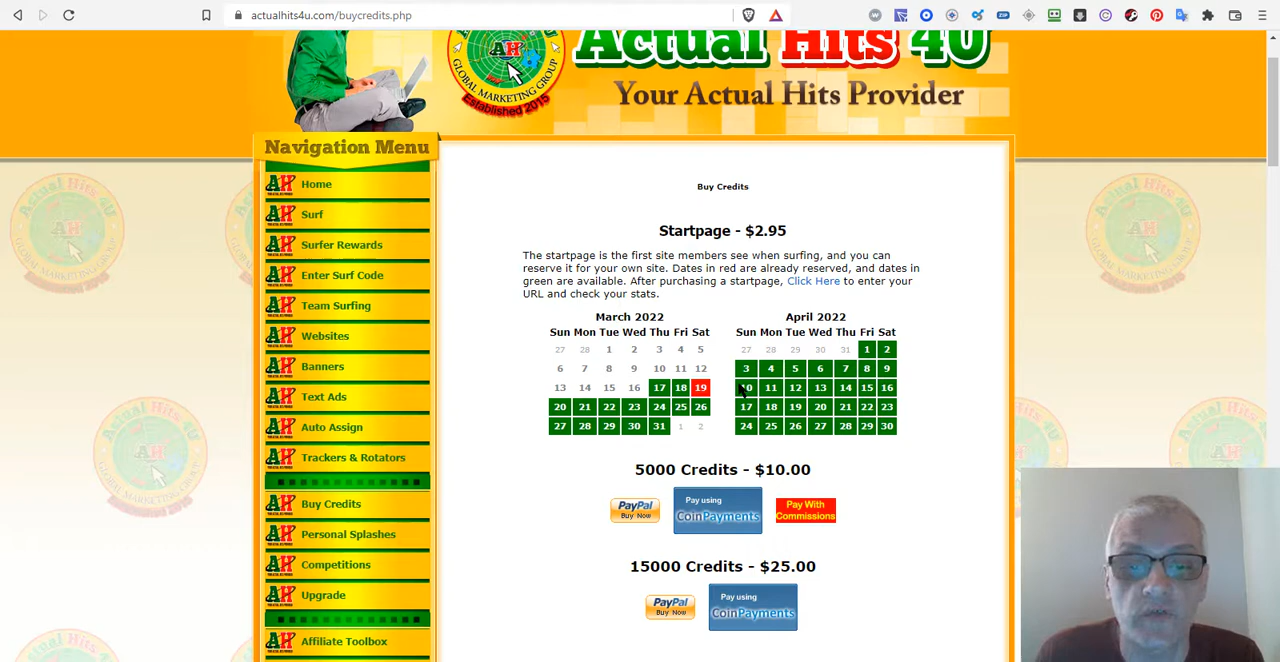 actualhits4u.com/buycredits.php
Actual Hits 4U
Your Actual Hits Provider
AH
GLOBAL MARKETING GROUP
Established 2015
Navigation Menu
Home
Surf
Surfer Rewards
Enter Surf Code
Team Surfing
Websites
Banners
Text Ads
Auto Assign
Trackers & Rotators
Buy Credits
Personal Splashes
Competitions
Upgrade
Affiliate Toolbox
Buy Credits
Startpage - $2.95
The startpage is the first site members see when surfing, and you can
reserve it for your own site. Dates in red are already reserved, and dates in
green are available. After purchasing a startpage, Click Here to enter your
URL and check your stats.
March 2022
Sun Mon Tue Wed Thu Fri Sat
27 28 1 2 3 4 5
6 7 8 9 10 11 12
13 14 15 16 17 18 19
20 21 22 23 24 25 26
27 28 29 30 31 1 2
April 2022
Sun Mon Tue Wed Thu Fri Sat
27 28 29 30 31 1 2
3 4 5 6 7 8 9
10 11 12 13 14 15 16
17 18 19 20 21 22 23
24 25 26 27 28 29 30
5000 Credits - $10.00
PayPal
Buy Now
Pay using
CoinPayments
Pay With
Commissions
15000 Credits - $25.00
PayPal
Buy Now
Pay using
CoinPayments